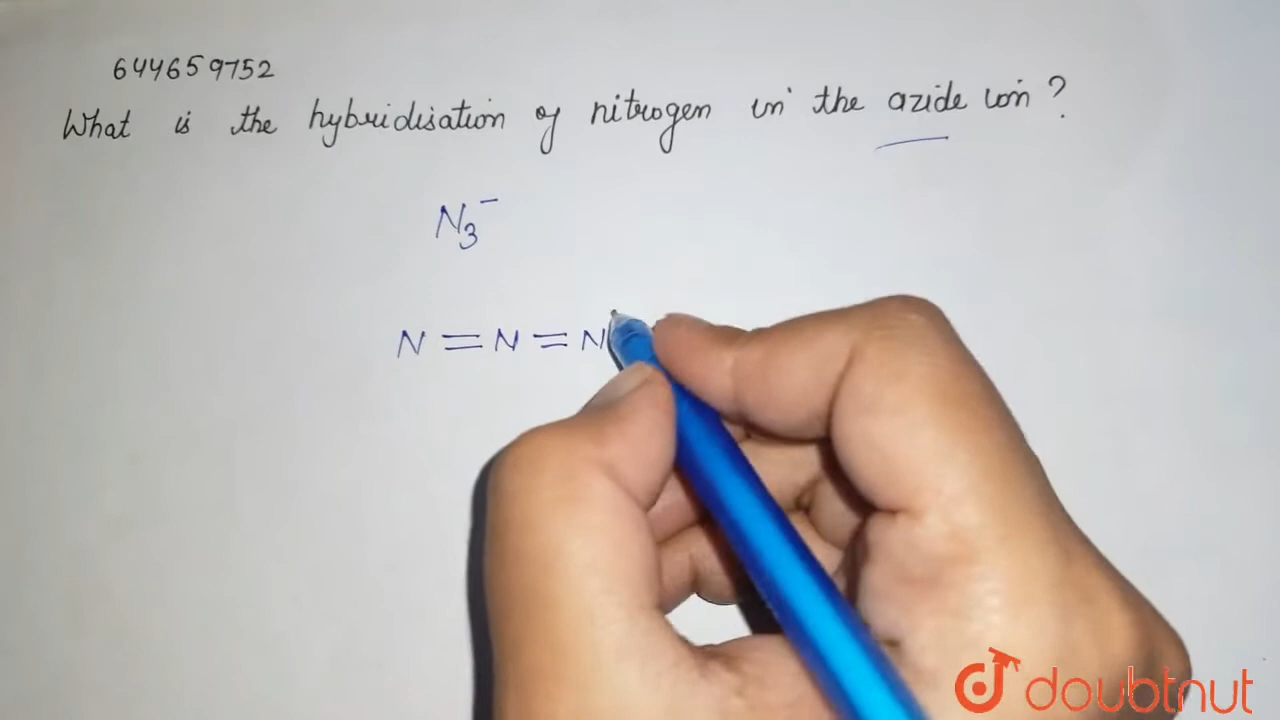 644659752
What is the hybridisation of nitrogen in the azide ion ?
N₃⁻
N = N = N
doubtnut